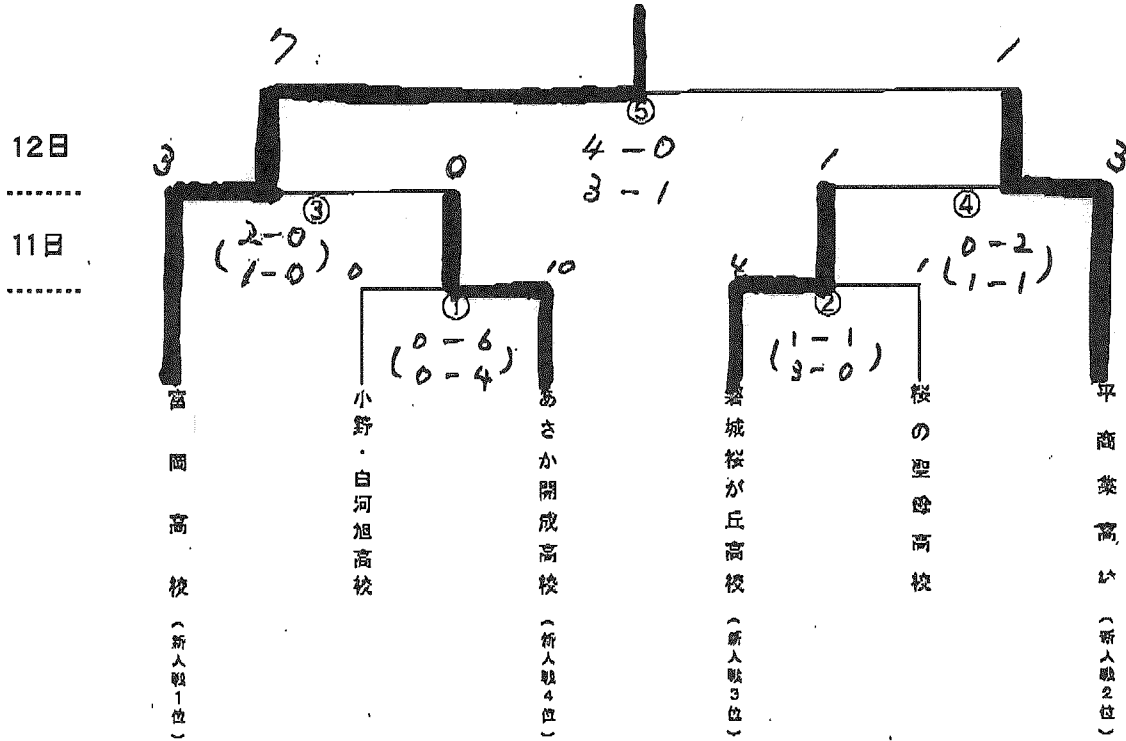 7 1
⑤
12日
4-0
3-1
3 0 1 3
③ ④
11日
(2-0
1-0)
(0-2
1-1)
0 10 4 1
① ②
(0-6
0-4)
(1-1
3-0)
富岡高校(新人戦1位)
小野・白河旭高校
あさか開成高校(新人戦4位)
磐城桜が丘高校(新人戦3位)
桜の聖母高校
平商業高校(新人戦2位)